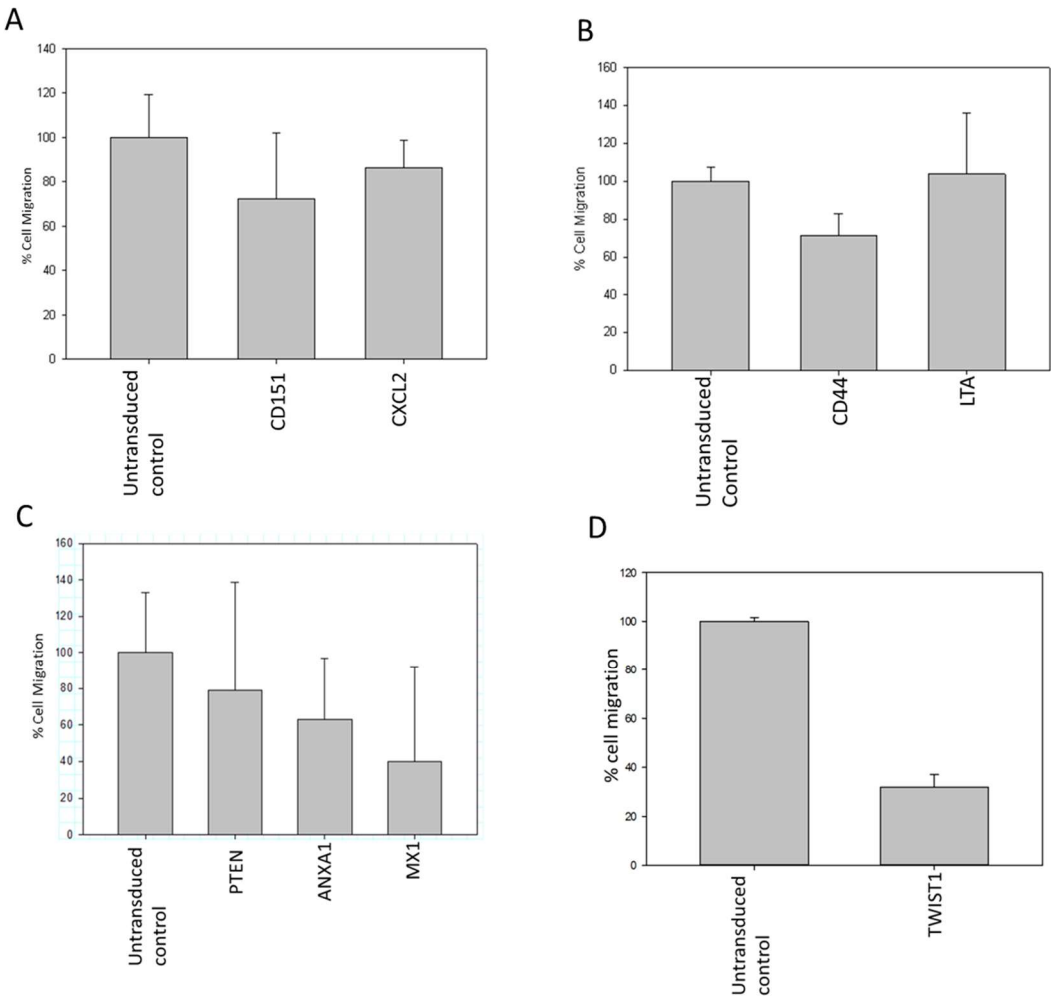 A
140
120
100
80
60
40
20
0
% Cell Migration
Untransduced
control
CD151
CXCL2
B
160
140
120
100
80
60
40
20
0
% Cell Migration
Untransduced
Control
CD44
LTA
C
160
140
120
100
80
60
40
20
0
% Cell Migration
Untransduced
control
PTEN
ANXA1
MX1
D
120
100
80
60
40
20
0
% cell migration
Untransduced
control
TWIST1